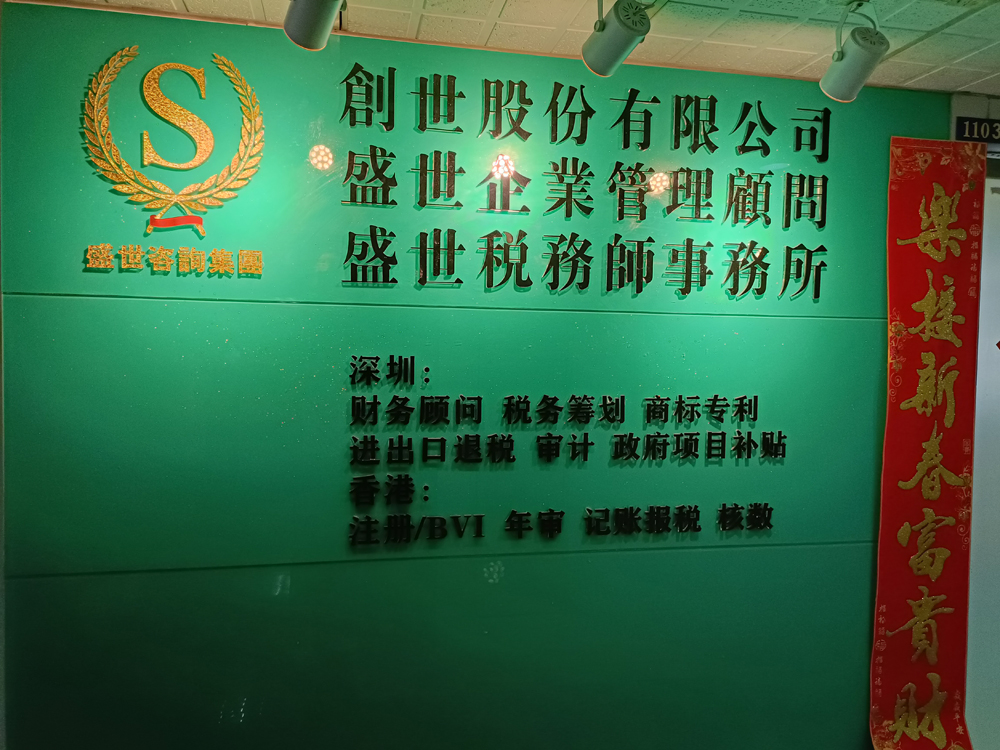 S
盛世咨询集團
創世股份有限公司
盛世企業管理顧問
盛世税務師事務所
深圳：
财务顾问 税务筹划 商标专利
进出口退税 审计 政府项目补贴
香港：
注册/BVI 年审 记账报税 核数
1103
樂接新春富貴財